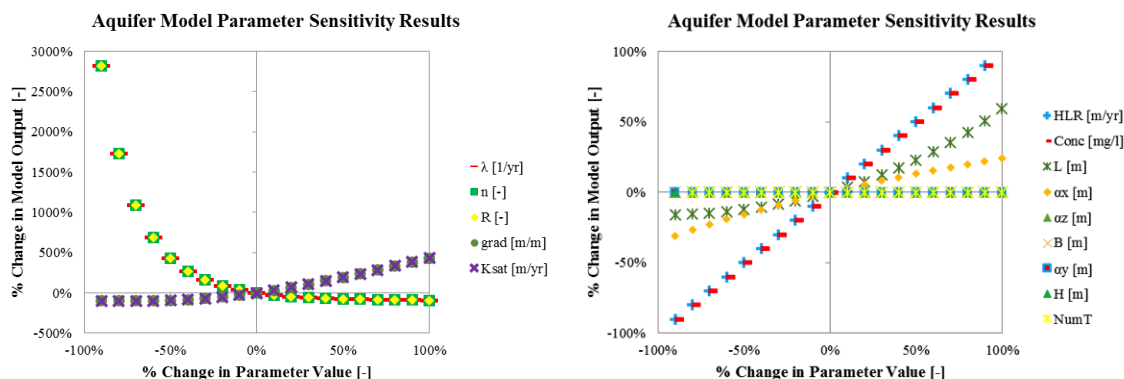 Aquifer Model Parameter Sensitivity Results
% Change in Model Output [-]
3000%
2500%
2000%
1500%
1000%
500%
0%
-500%
-100%
-50%
0%
50%
100%
% Change in Parameter Value [-]
λ [1/yr]
n [-]
R [-]
grad [m/m]
Ksat [m/yr]
Aquifer Model Parameter Sensitivity Results
% Change in Model Output [-]
100%
50%
0%
-50%
-100%
-100%
-50%
0%
50%
100%
% Change in Parameter Value [-]
HLR [m/yr]
Conc [mg/l]
L [m]
αx [m]
αz [m]
B [m]
αy [m]
H [m]
NumT